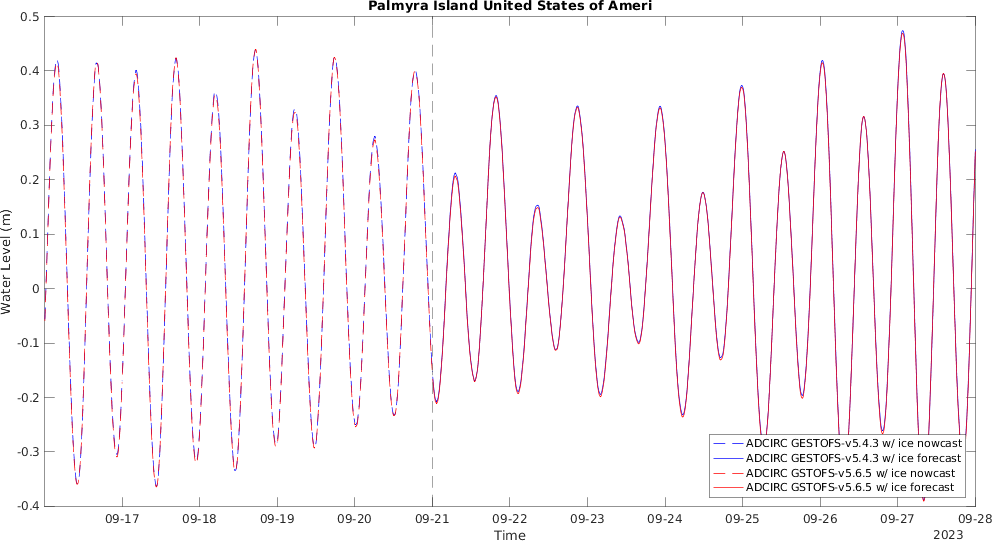 Palmyra Island United States of Ameri
0.5
0.4
0.3
0.2
0.1
0
-0.1
-0.2
-0.3
-0.4
Water Level (m)
ADCIRC GESTOFS-v5.4.3 w/ ice nowcast
ADCIRC GESTOFS-v5.4.3 w/ ice forecast
ADCIRC GSTOFS-v5.6.5 w/ ice nowcast
ADCIRC GSTOFS-v5.6.5 w/ ice forecast
09-17 09-18 09-19 09-20 09-21 09-22 09-23 09-24 09-25 09-26 09-27 09-28
Time
2023